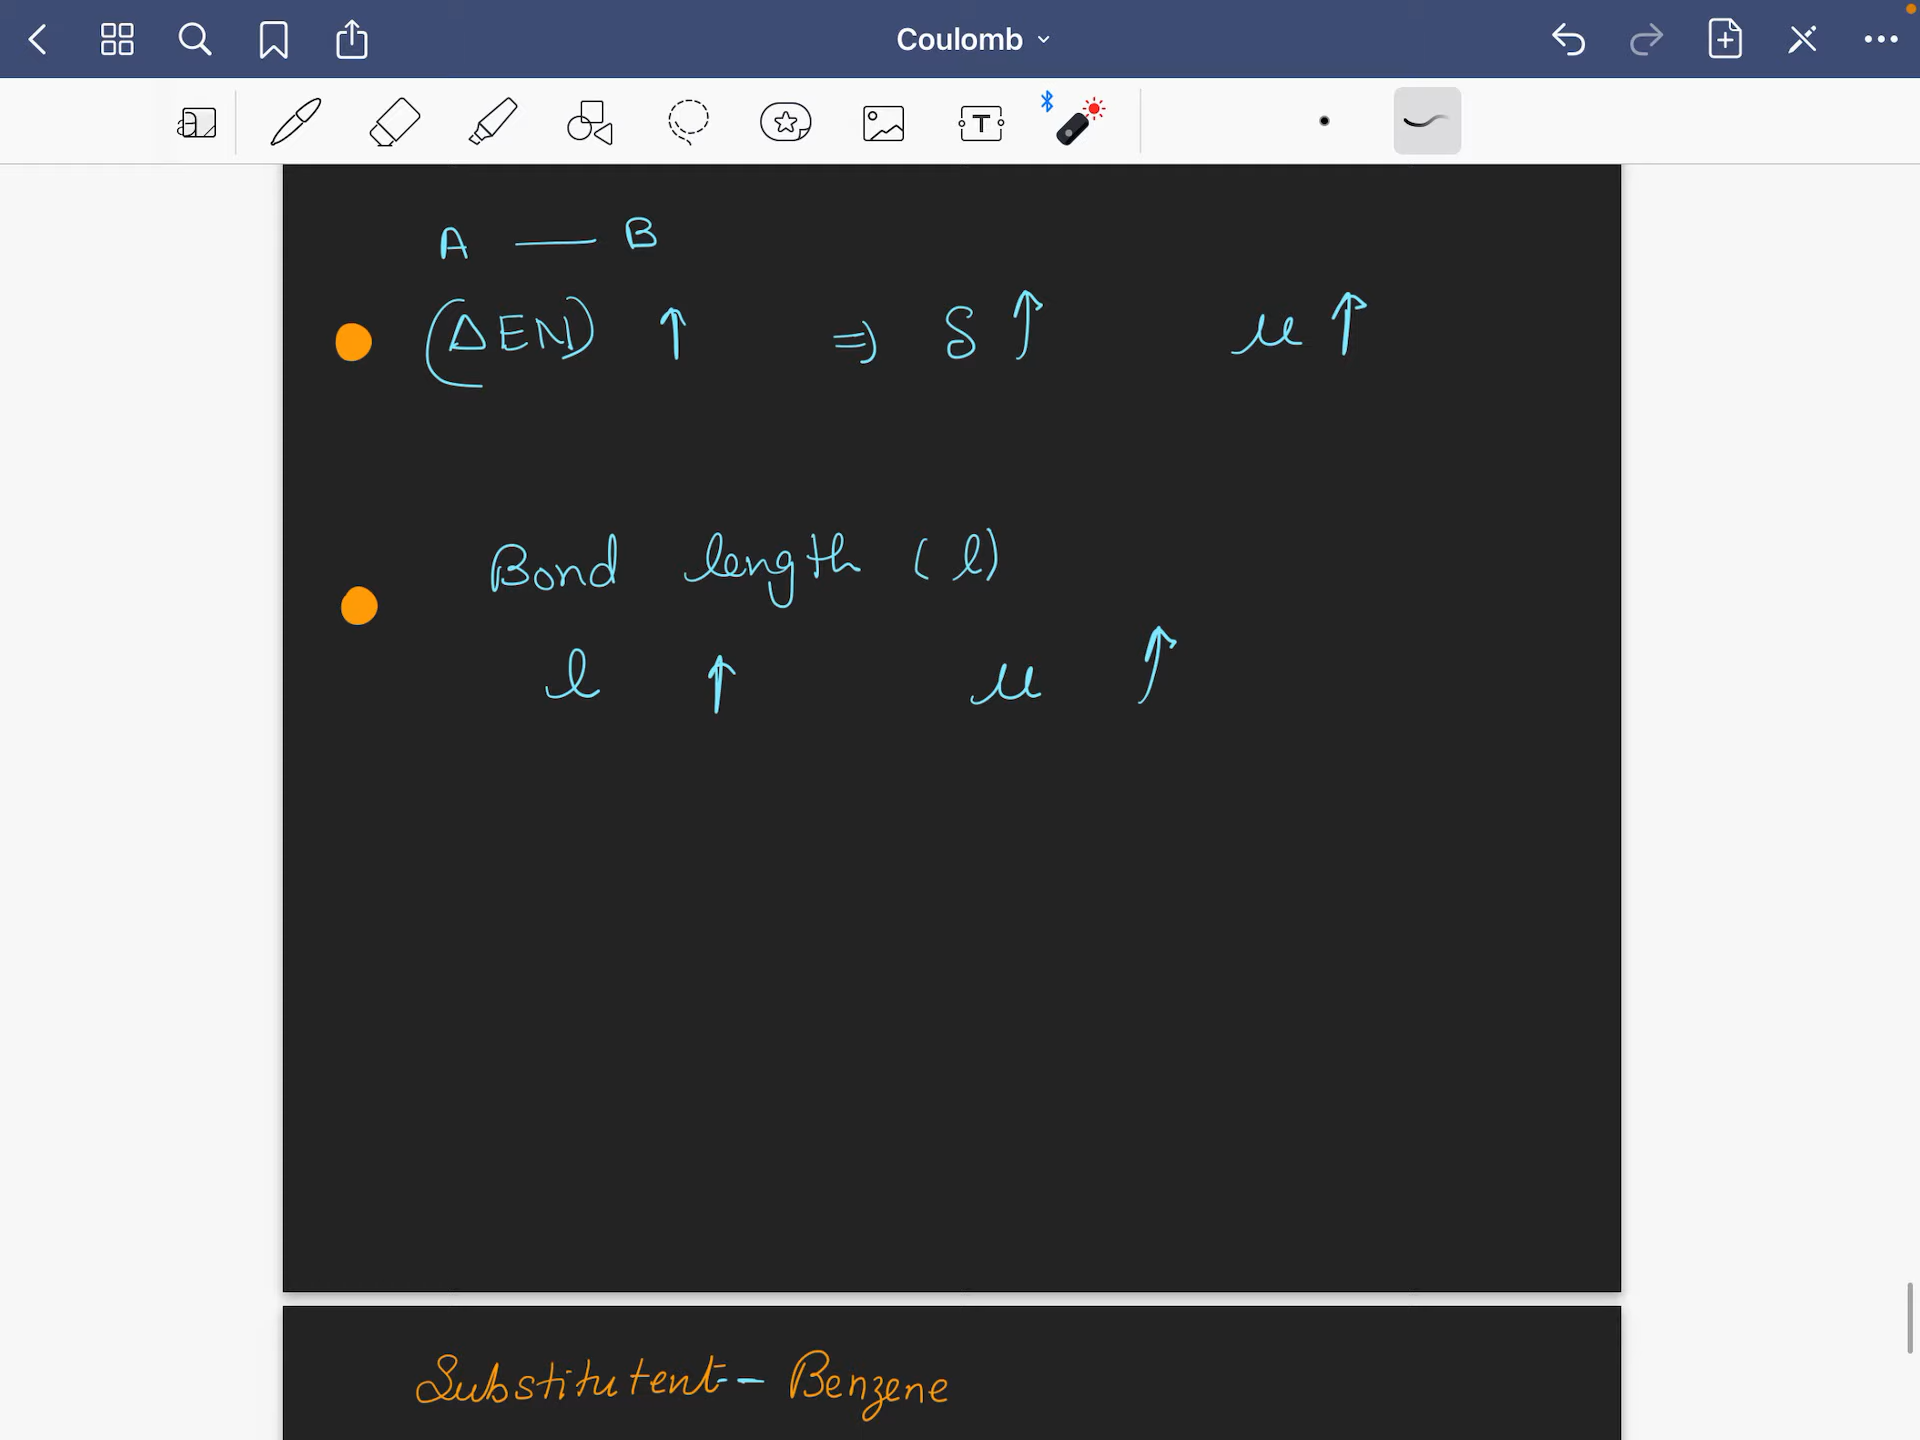 Coulomb
A — B
(ΔEN) ↑ ⇒ δ ↑ μ ↑
Bond length (l)
l ↑ μ ↑
Substitutent - Benzene